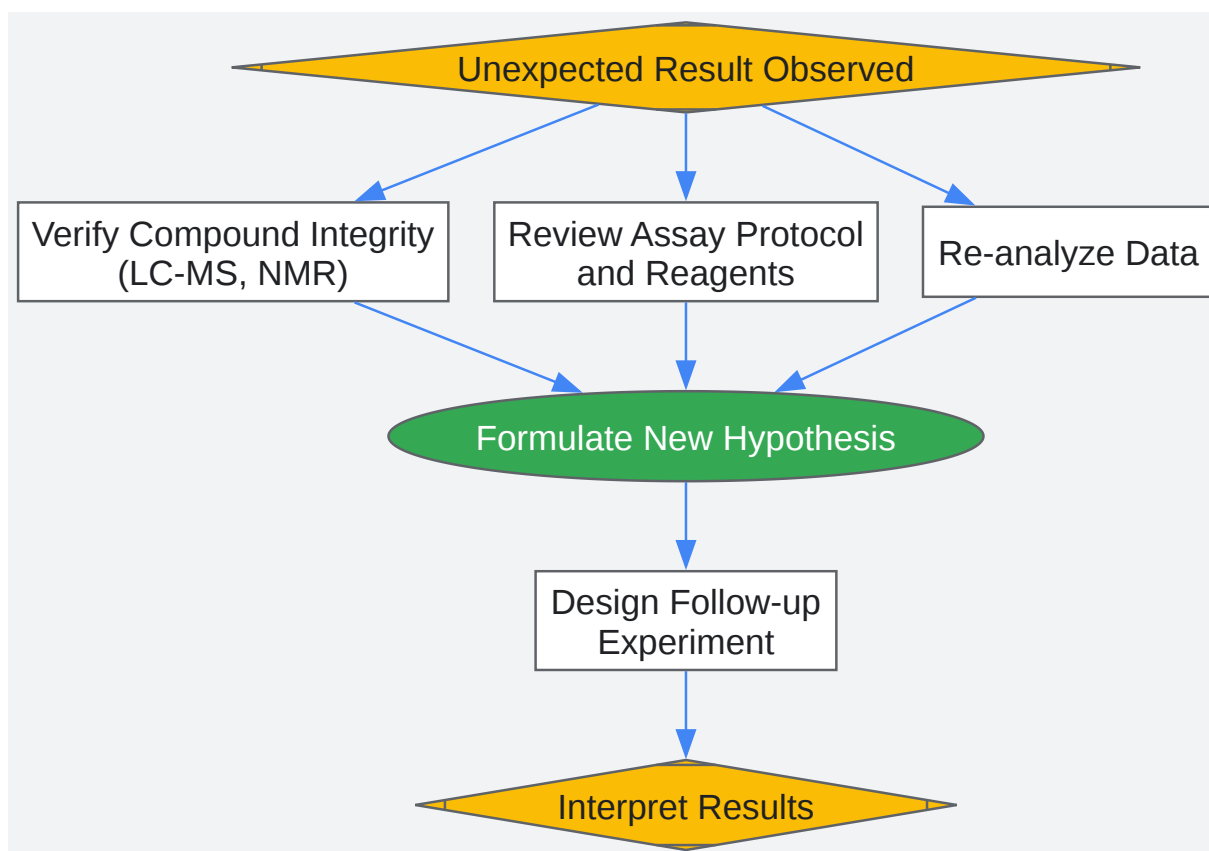 Unexpected Result Observed
Verify Compound Integrity
(LC-MS, NMR)
Review Assay Protocol
and Reagents
Re-analyze Data
Formulate New Hypothesis
Design Follow-up
Experiment
Interpret Results